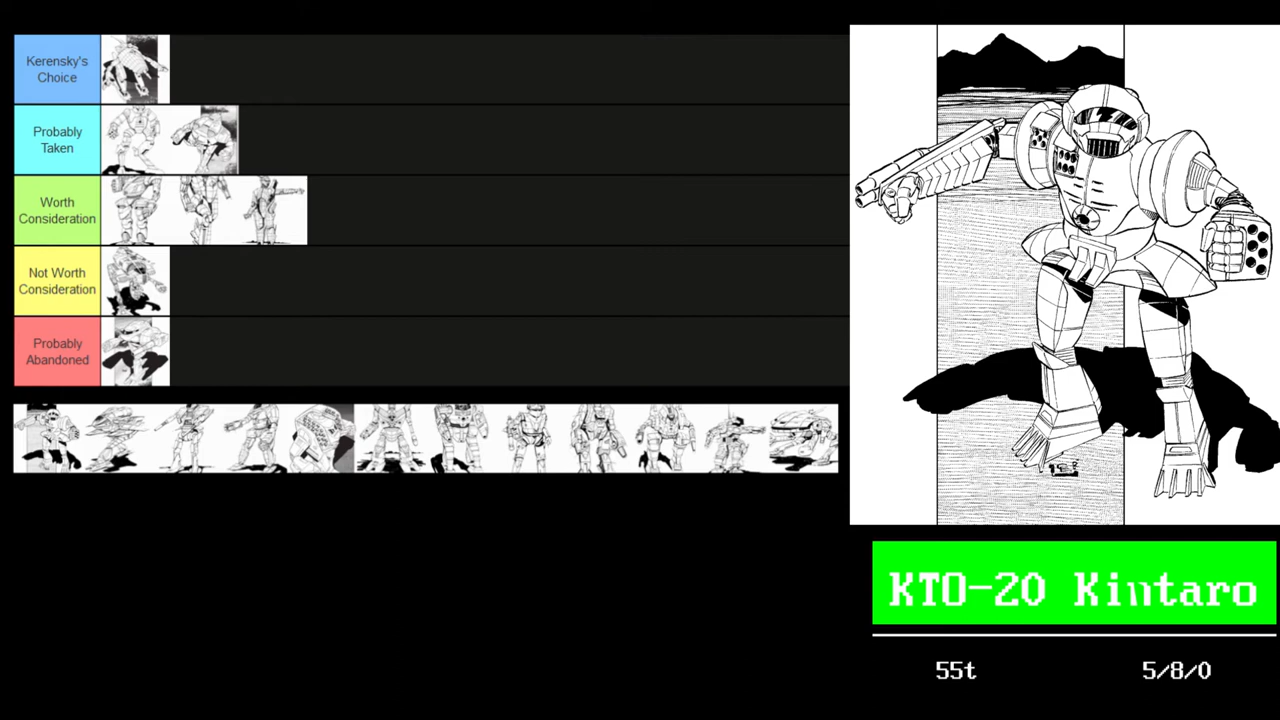 Kerensky's
Choice
Probably
Taken
Worth
Consideration
Not Worth
Consideration
Probably
Abandoned
KTO-20 Kintaro
55t
5/8/0